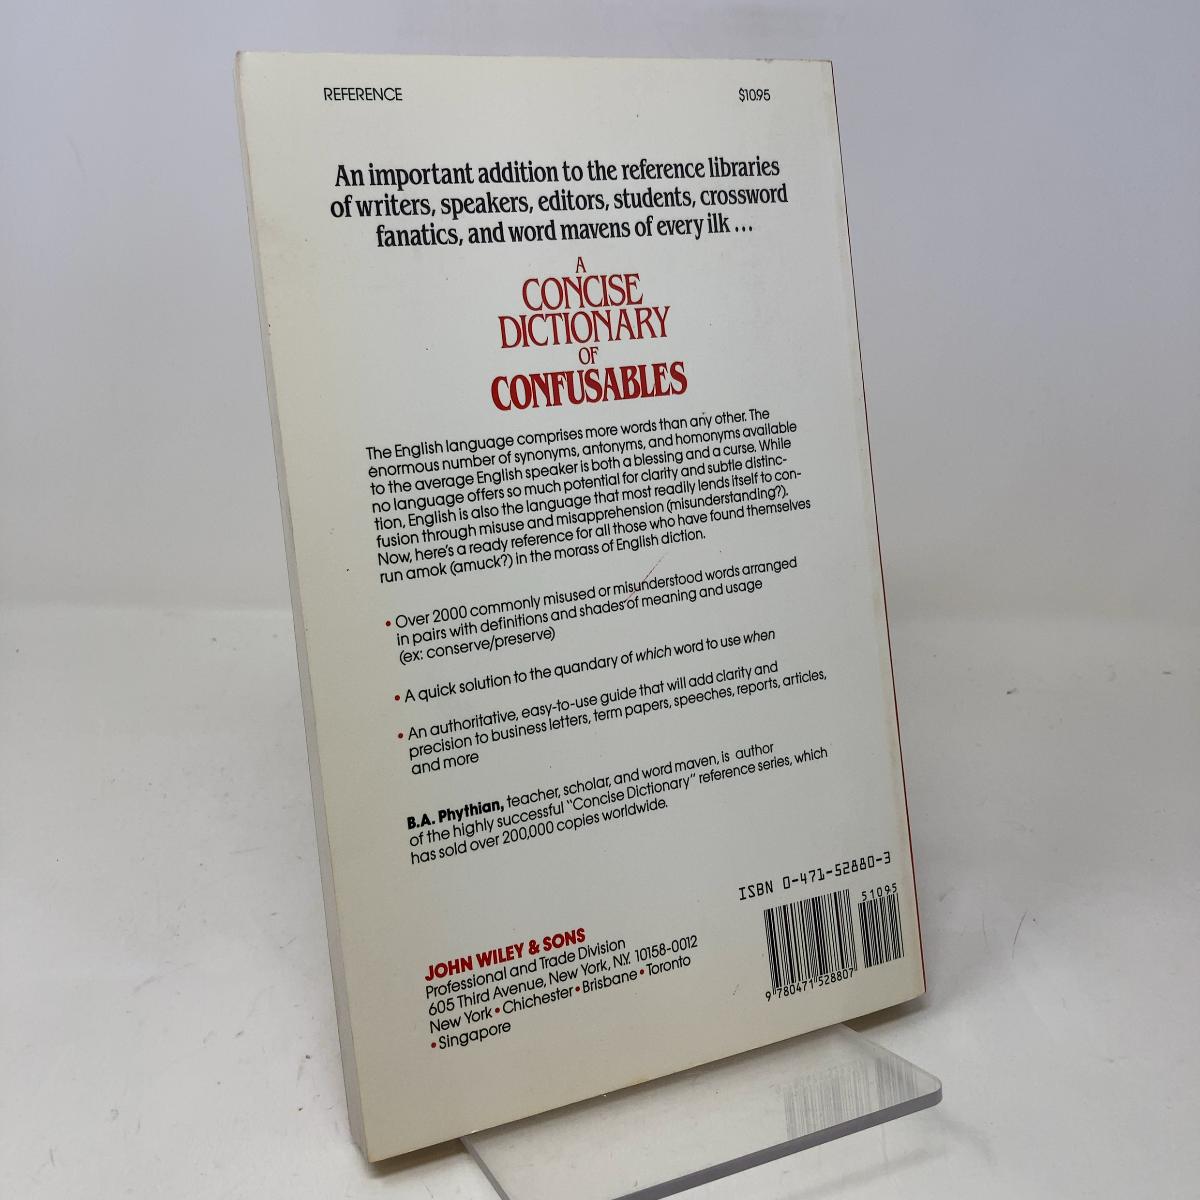 REFERENCE
$10.95
An important addition to the reference libraries
of writers, speakers, editors, students, crossword
fanatics, and word mavens of every ilk ...
A
CONCISE
DICTIONARY
OF
CONFUSABLES
The English language comprises more words than any other. The
enormous number of synonyms, antonyms, and homonyms available
to the average English speaker is both a blessing and a curse. While
no language offers so much potential for clarity and subtle distinc-
tion, English is also the language that most readily lends itself to con-
fusion through misuse and misapprehension (misunderstanding?).
Now, here's a ready reference for all those who have found themselves
run amok (amuck?) in the morass of English diction.
• Over 2000 commonly misused or misunderstood words arranged
in pairs with definitions and shades of meaning and usage
(ex: conserve/preserve)
• A quick solution to the quandary of which word to use when
• An authoritative, easy-to-use guide that will add clarity and
precision to business letters, term papers, speeches, reports, articles,
and more
B.A. Phythian, teacher, scholar, and word maven, is author
of the highly successful "Concise Dictionary" reference series, which
has sold over 200,000 copies worldwide.
ISBN 0-471-52880-3
51095
9 780471 528807
JOHN WILEY & SONS
Professional and Trade Division
605 Third Avenue, New York, N.Y. 10158-0012
New York • Chichester • Brisbane • Toronto
• Singapore